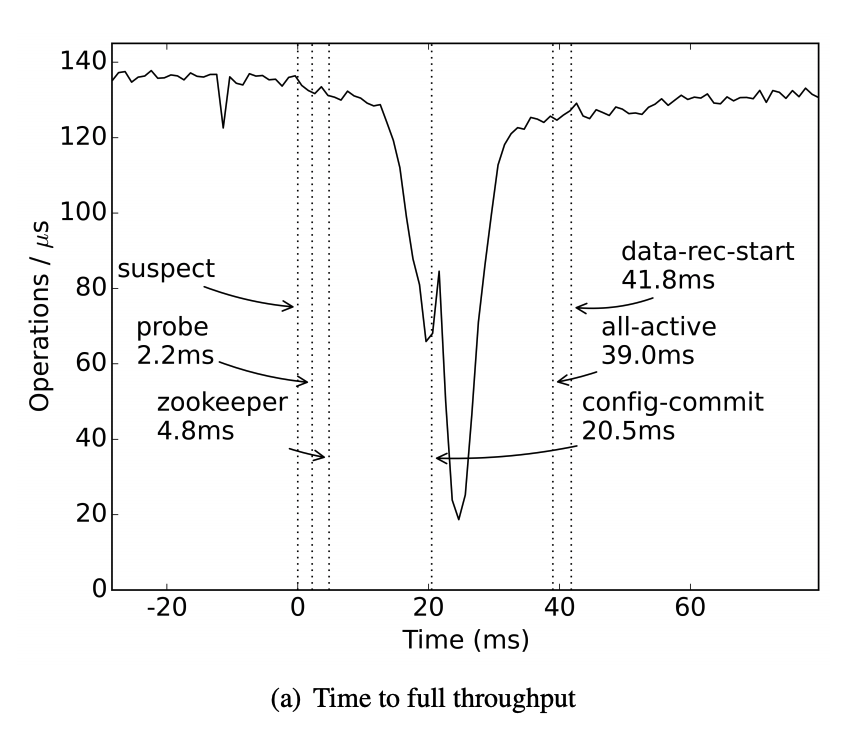 140
120
100
80
60
40
20
0
Operations / μs
suspect
probe
2.2ms
zookeeper
4.8ms
data-rec-start
41.8ms
all-active
39.0ms
config-commit
20.5ms
-20 0 20 40 60
Time (ms)
(a) Time to full throughput